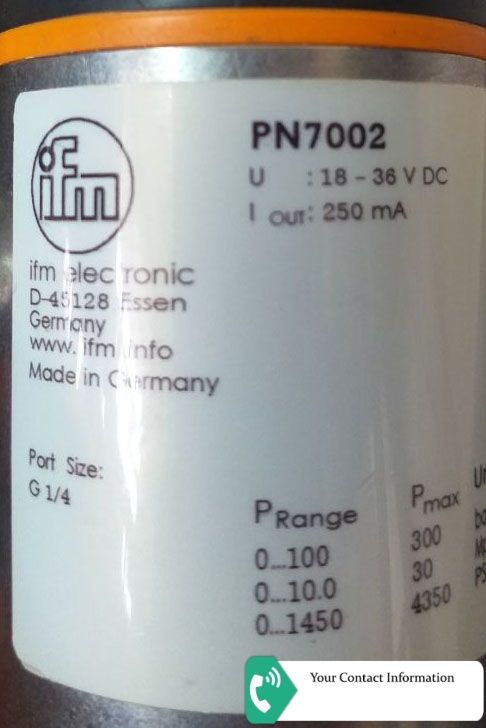 ifm
PN7002
U : 18 - 36 V DC
I OUT: 250 mA
ifm electronic
D-45128 Essen
Germany
www. ifm .info
Made in Germany
Port Size:
G 1/4
PRange Pmax
0...100 300
0...10.0 30
0...1450 4350
Your Contact Information